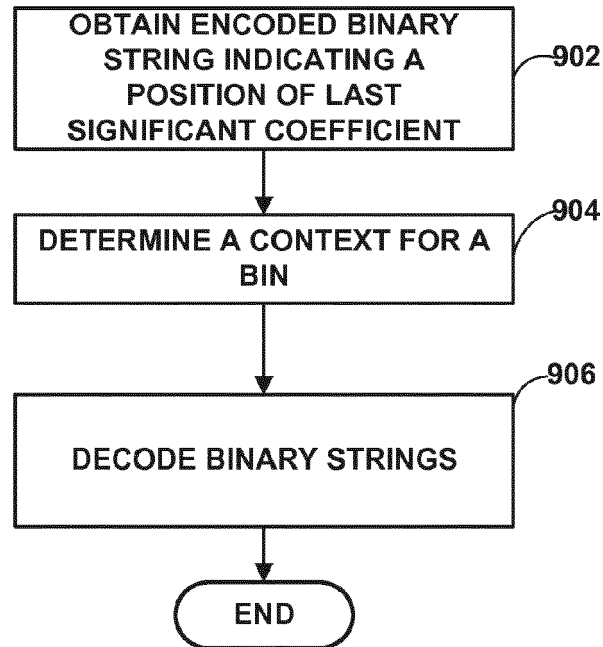 OBTAIN ENCODED BINARY
STRING INDICATING A
POSITION OF LAST
SIGNIFICANT COEFFICIENT
902
904
DETERMINE A CONTEXT FOR A
BIN
906
DECODE BINARY STRINGS
END